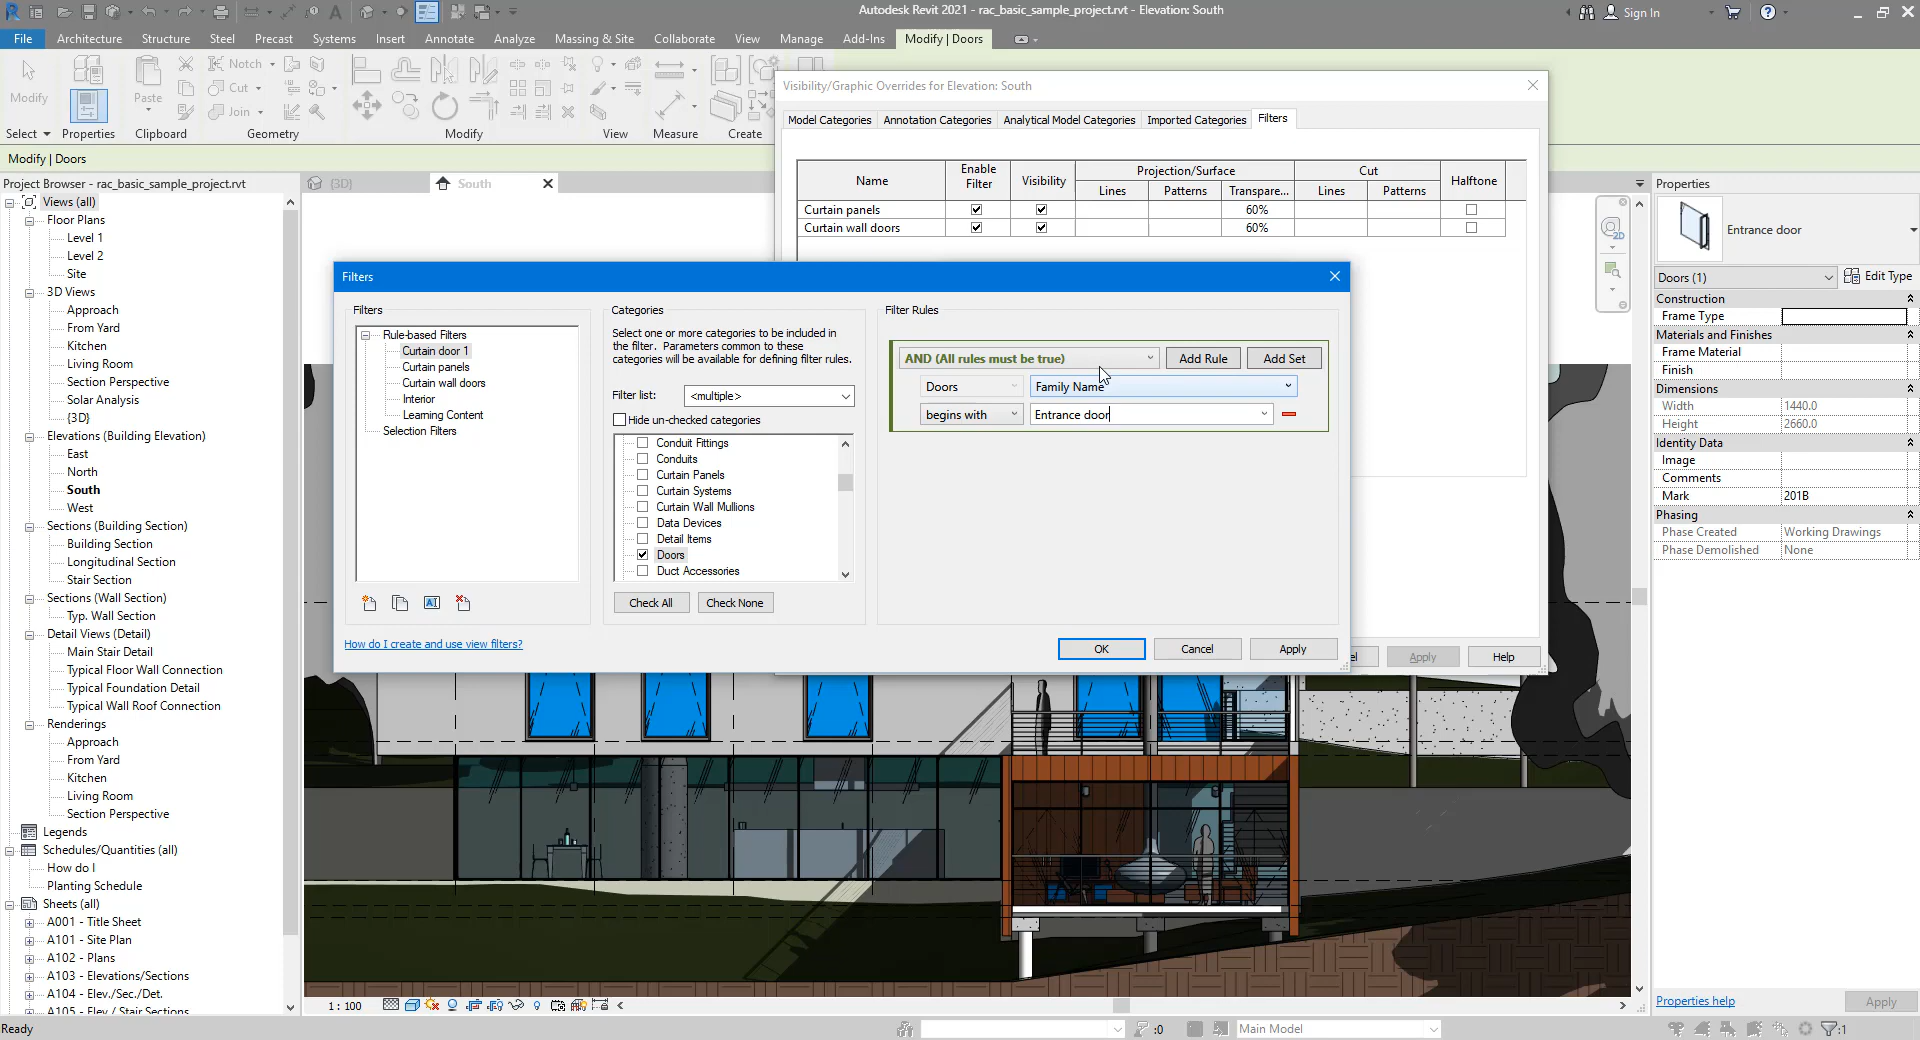 Autodesk Revit 2021 - rac_basic_sample_project.rvt - Elevation: South
Sign In
File Architecture Structure Steel Precast Systems Insert Annotate Analyze Massing & Site Collaborate View Manage Add-Ins Modify | Doors
Modify
Paste
Notch
Cut
Join
Select Properties Clipboard Geometry Modify View Measure Create
Modify | Doors
Project Browser - rac_basic_sample_project.rvt
Views (all)
Floor Plans
Level 1
Level 2
Site
3D Views
Approach
From Yard
Kitchen
Living Room
Section Perspective
Solar Analysis
{3D}
Elevations (Building Elevation)
East
North
South
West
Sections (Building Section)
Building Section
Longitudinal Section
Stair Section
Sections (Wall Section)
Typ. Wall Section
Detail Views (Detail)
Main Stair Detail
Typical Floor Wall Connection
Typical Foundation Detail
Typical Wall Roof Connection
Renderings
Approach
From Yard
Kitchen
Living Room
Section Perspective
Legends
Schedules/Quantities (all)
How do I
Planting Schedule
Sheets (all)
A001 - Title Sheet
A101 - Site Plan
A102 - Plans
A103 - Elevations/Sections
A104 - Elev./Sec./Det.
A105 - Elev./ Stair Sections
Ready
{3D}
South
Visibility/Graphic Overrides for Elevation: South
Model Categories Annotation Categories Analytical Model Categories Imported Categories Filters
Name Enable Filter Visibility Projection/Surface Cut Halftone
Lines Patterns Transpare... Lines Patterns
Curtain panels 60%
Curtain wall doors 60%
Apply Help
Filters
Filters
Rule-based Filters
Curtain door 1
Curtain panels
Curtain wall doors
Interior
Learning Content
Selection Filters
How do I create and use view filters?
Categories
Select one or more categories to be included in
the filter. Parameters common to these
categories will be available for defining filter rules.
Filter list: <multiple>
Hide un-checked categories
Conduit Fittings
Conduits
Curtain Panels
Curtain Systems
Curtain Wall Mullions
Data Devices
Detail Items
Doors
Duct Accessories
Check All Check None
Filter Rules
AND (All rules must be true) Add Rule Add Set
Doors Family Name
begins with Entrance door
OK Cancel Apply
2D
Properties
Entrance door
Doors (1) Edit Type
Construction
Frame Type
Materials and Finishes
Frame Material
Finish
Dimensions
Width 1440.0
Height 2660.0
Identity Data
Image
Comments
Mark 201B
Phasing
Phase Created Working Drawings
Phase Demolished None
Properties help Apply
1 : 100
:0 Main Model :1